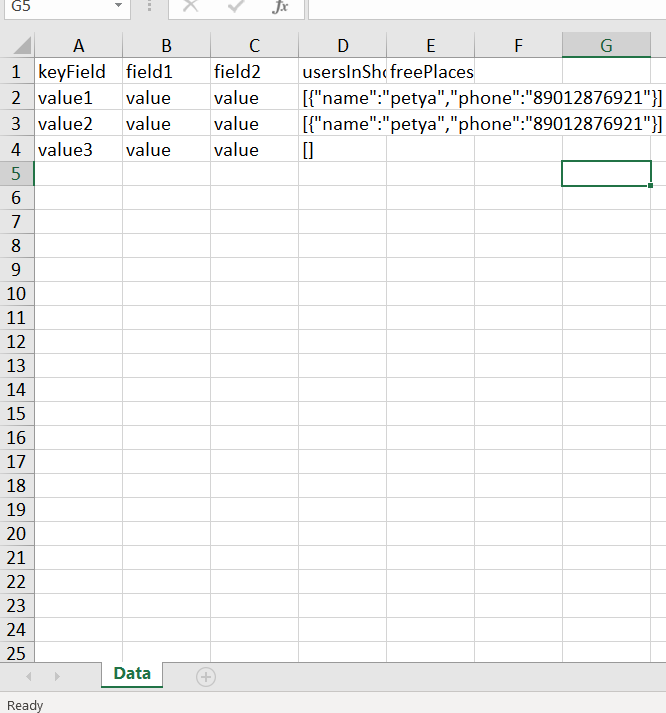 G5 fx
A B C D E F G
1 keyField field1 field2 usersInSho freePlaces
2 value1 value value [{"name":"petya","phone":"89012876921"}]
3 value2 value value [{"name":"petya","phone":"89012876921"}]
4 value3 value value []
5
6
7
8
9
10
11
12
13
14
15
16
17
18
19
20
21
22
23
24
25
Data
Ready